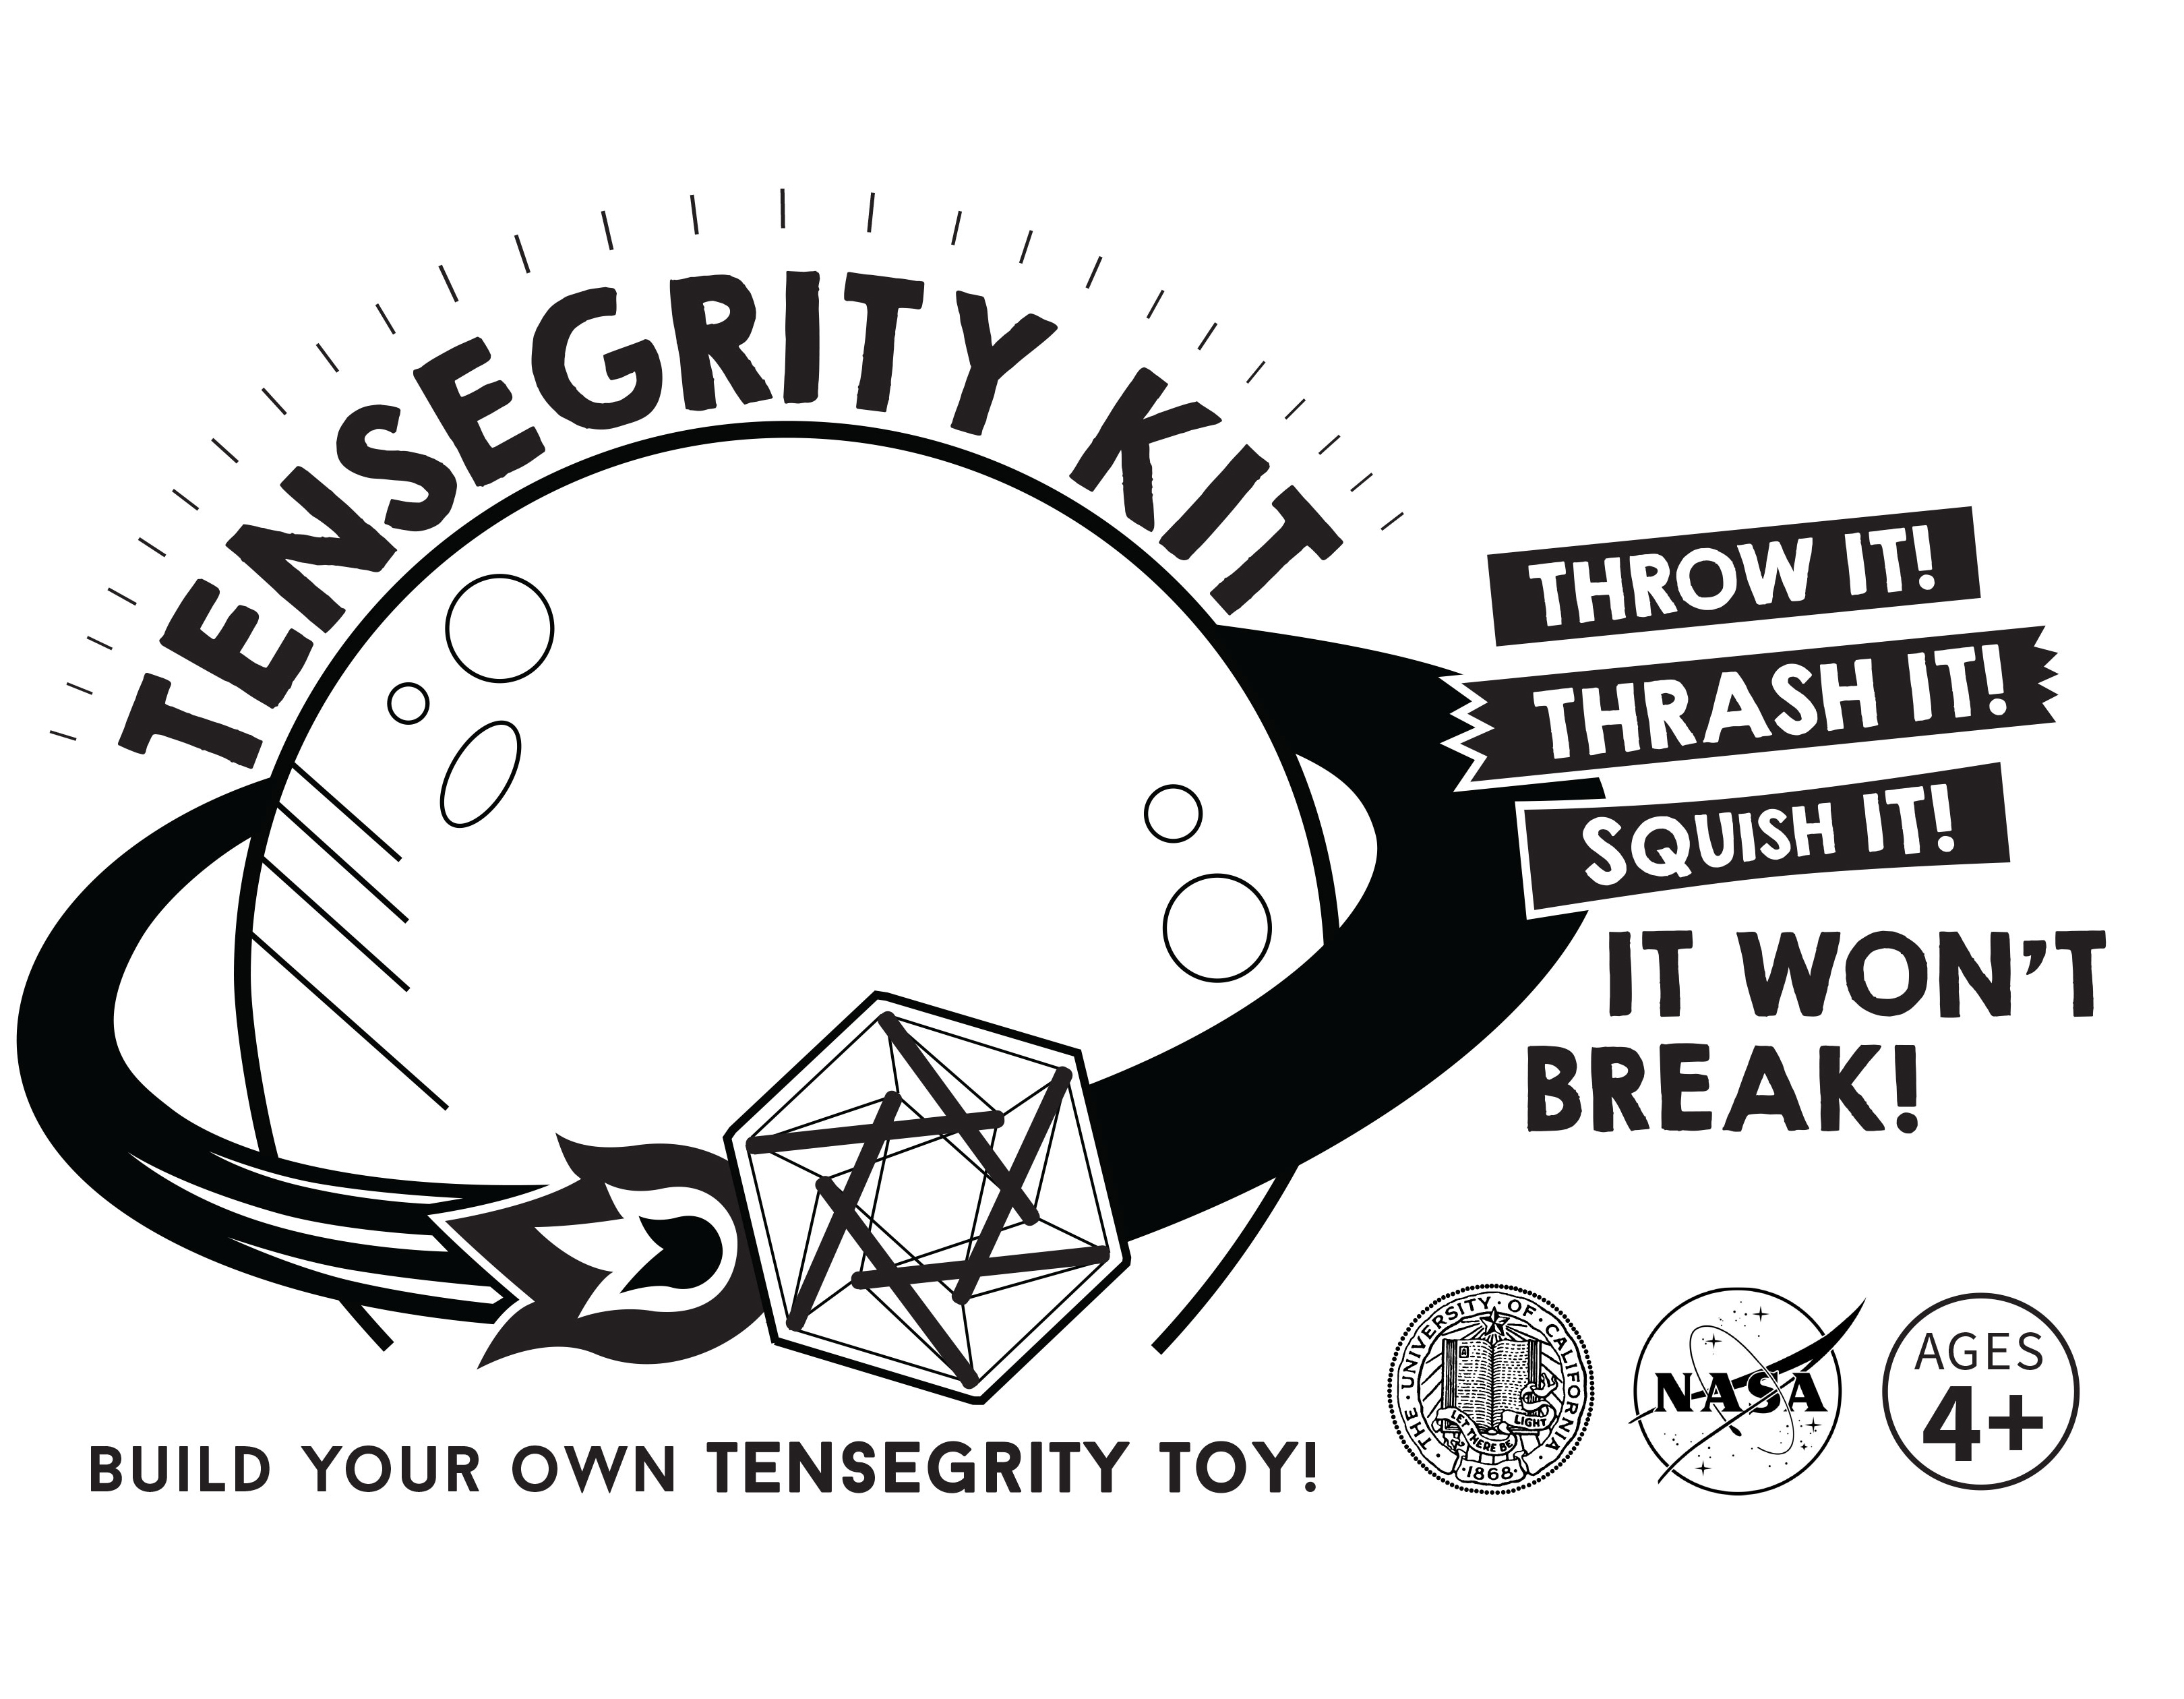 TENSEGRITY KIT
THROW IT!
THRASH IT!
SQUISH IT!
IT WON'T
BREAK!
BUILD YOUR OWN TENSEGRITY TOY!
THE · UNIVERSITY · OF · CALIFORNIA ·
A
LET THERE BE LIGHT
·1868·
NASA
AGES
4+